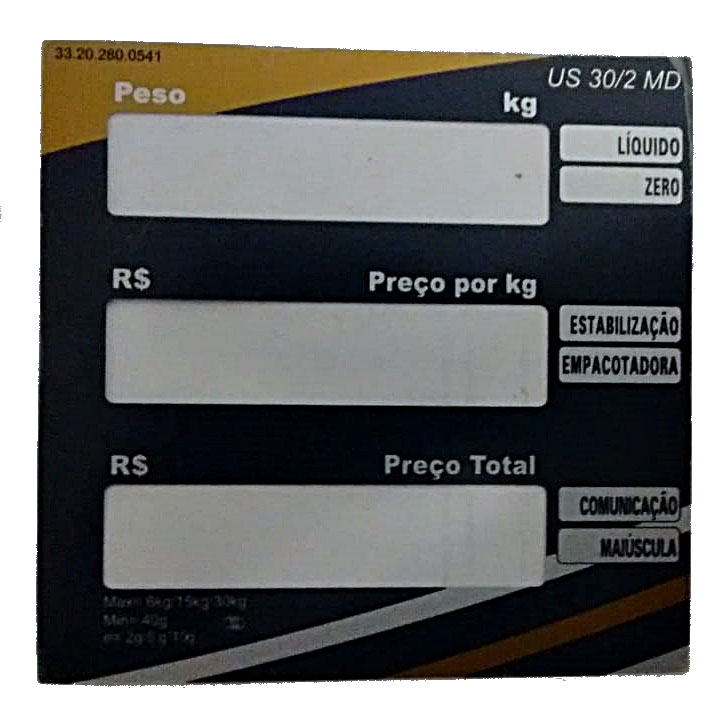 33.20.280.0541
US 30/2 MD
Peso kg
LÍQUIDO
ZERO
R$ Preço por kg
ESTABILIZAÇÃO
EMPACOTADORA
R$ Preço Total
COMUNICAÇÃO
MAIÚSCULA
Max= 6kg/15kg/30kg
Min= 40g
e= 2g/5g/10g